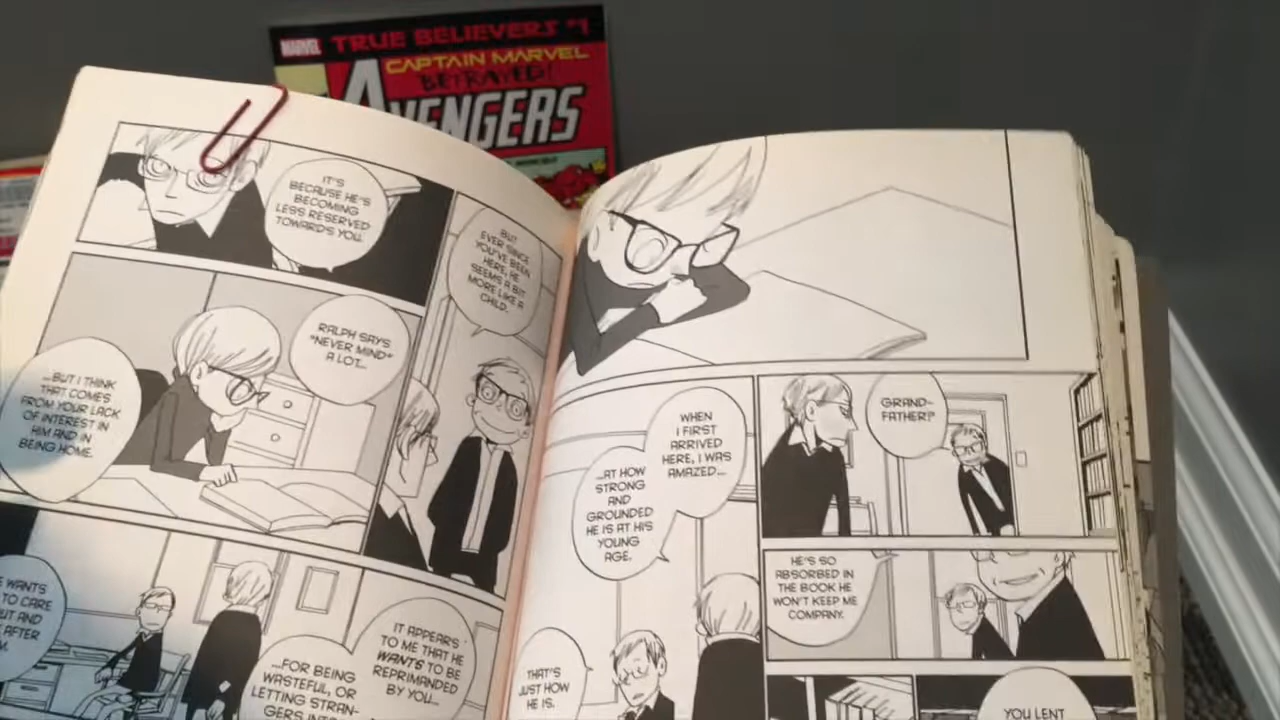 MARVEL
TRUE BELIEVERS #1
CAPTAIN MARVEL
BETRAYED!
AVENGERS
IT'S
BECAUSE HE'S
BECOMING
LESS RESERVED
TOWARDS YOU.
BUT
EVER SINCE
YOU'VE BEEN
HERE, HE
SEEMS A BIT
MORE LIKE A
CHILD.
RALPH SAYS
"NEVER MIND"
A LOT...
...BUT I THINK
THAT COMES
FROM YOUR LACK
OF INTEREST IN
HIM AND IN
BEING HOME.
WANTS
TO CARE
AND
AFTER
IT APPEARS
TO ME THAT HE
WANTS TO BE
REPRIMANDED
BY YOU...
...FOR BEING
WASTEFUL, OR
LETTING STRAN-
GERS INTO
WHEN
I FIRST
ARRIVED
HERE, I WAS
AMAZED...
...AT HOW
STRONG
AND
GROUNDED
HE IS AT HIS
YOUNG
AGE.
THAT'S
JUST HOW
HE IS.
GRAND-
FATHER!?
HE'S SO
ABSORBED IN
THE BOOK HE
WON'T KEEP ME
COMPANY.
YOU LENT